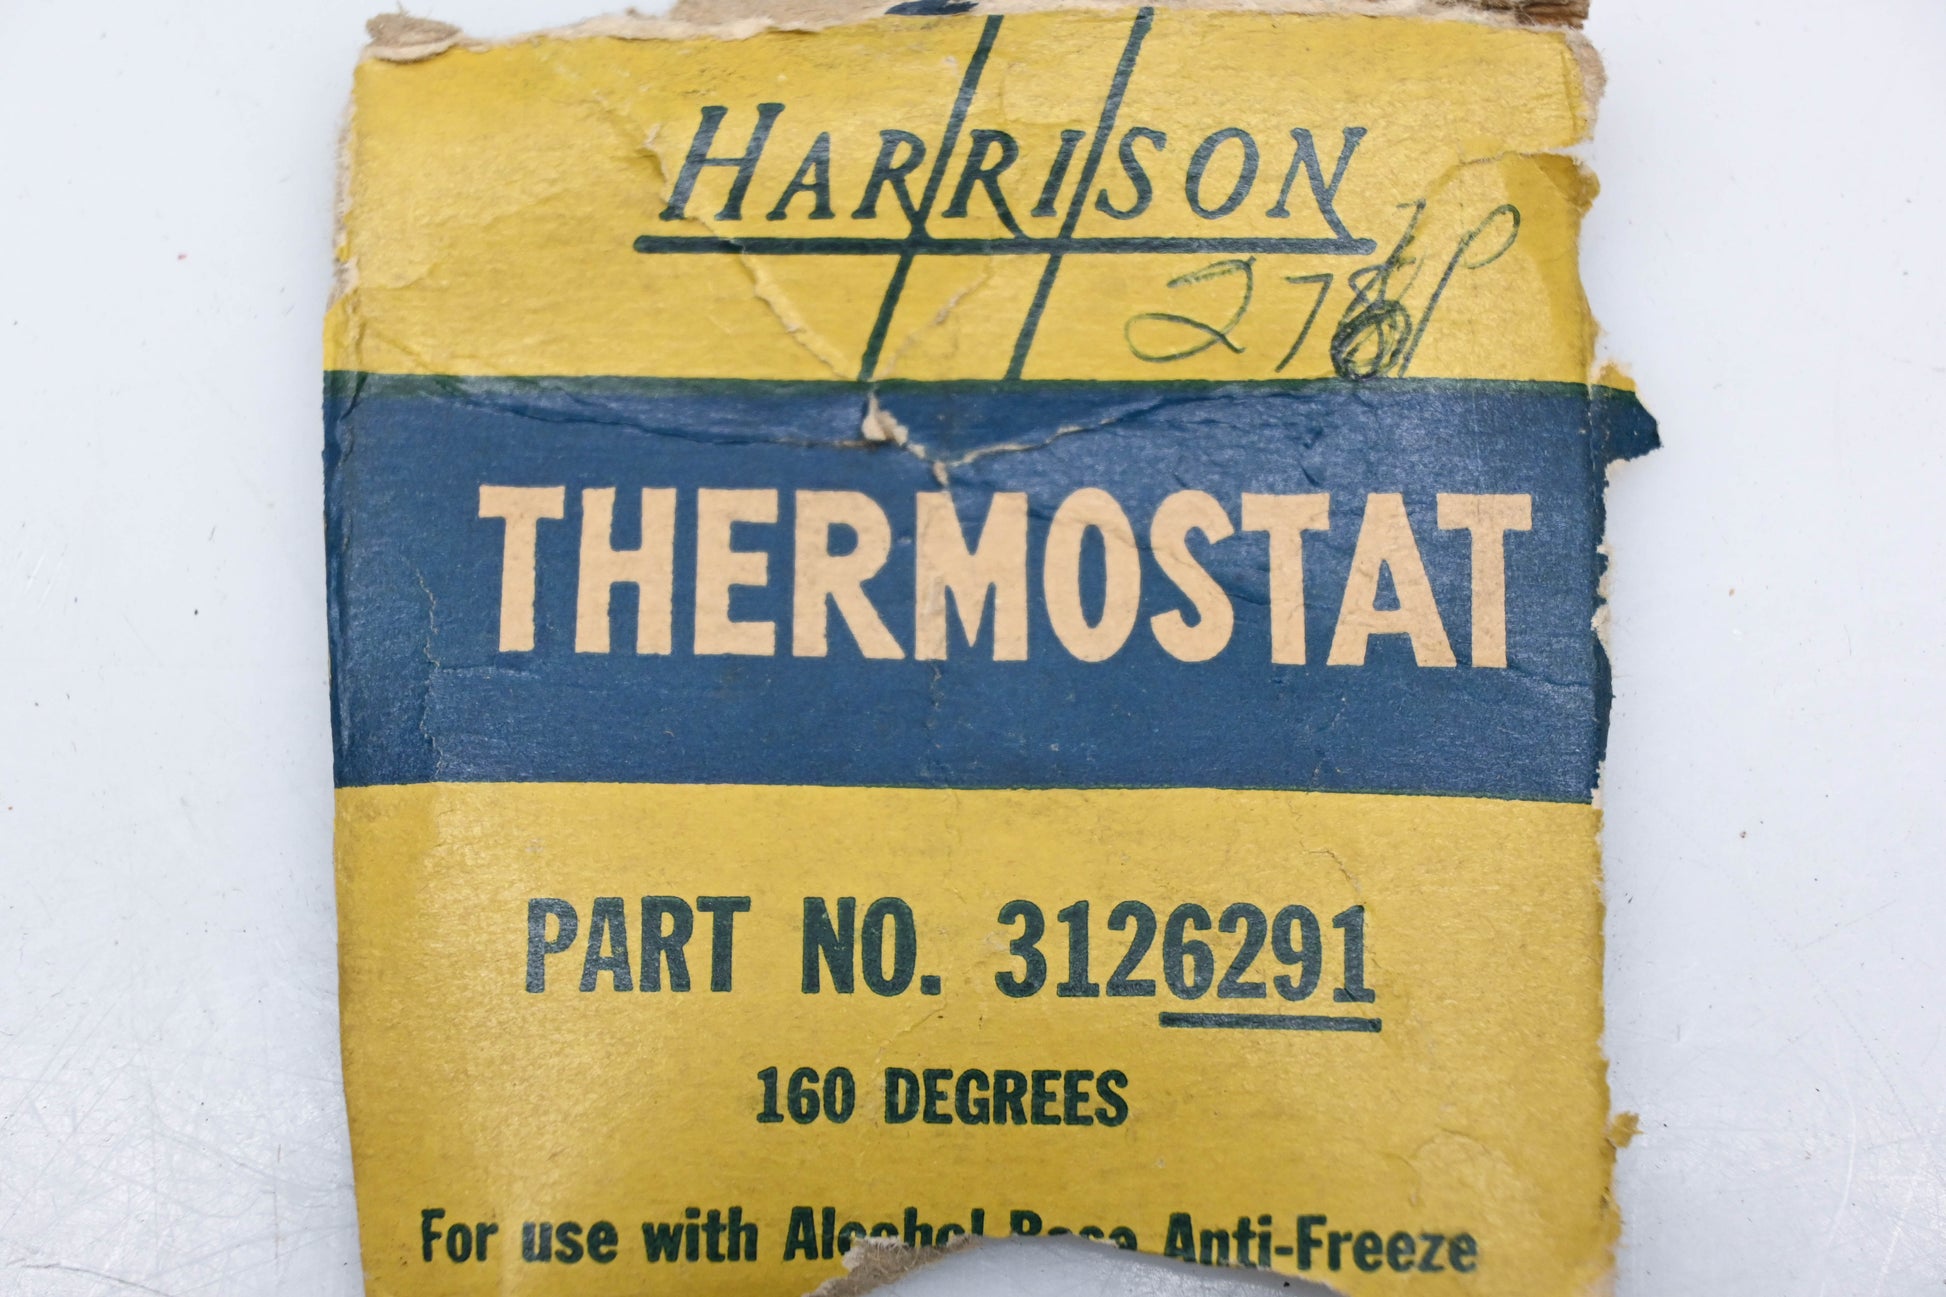 HARRISON
THERMOSTAT
PART NO. 3126291
160 DEGREES
For use with Alcohol Base Anti-Freeze